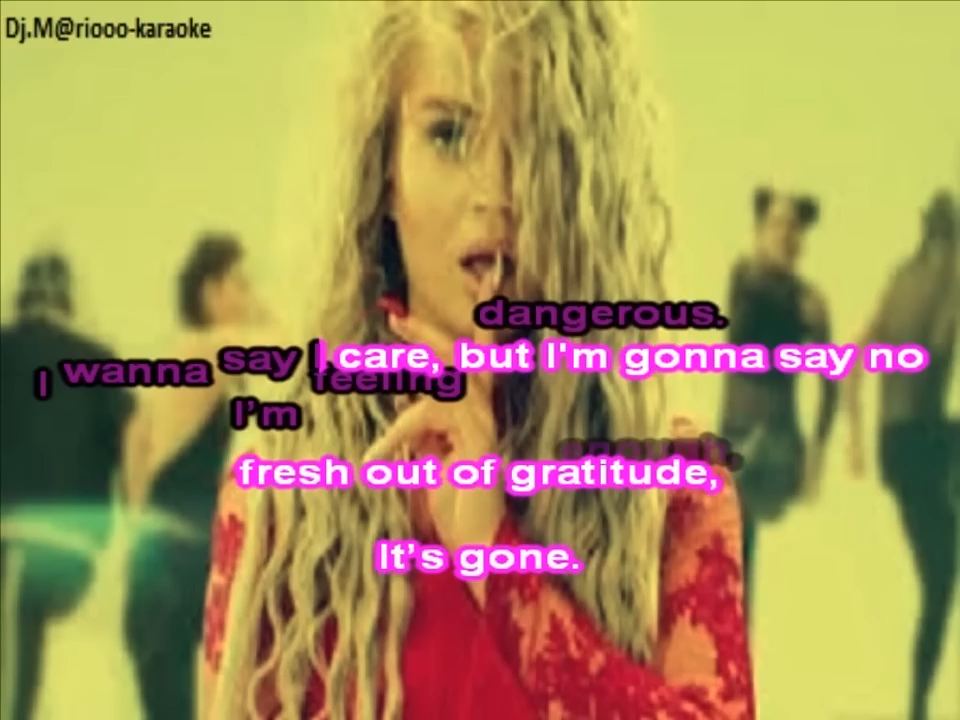 Dj.M@riooo-karaoke
dangerous.
I wanna say I care, but I'm gonna say no
feeling
I'm
fresh out of gratitude,
It's gone.